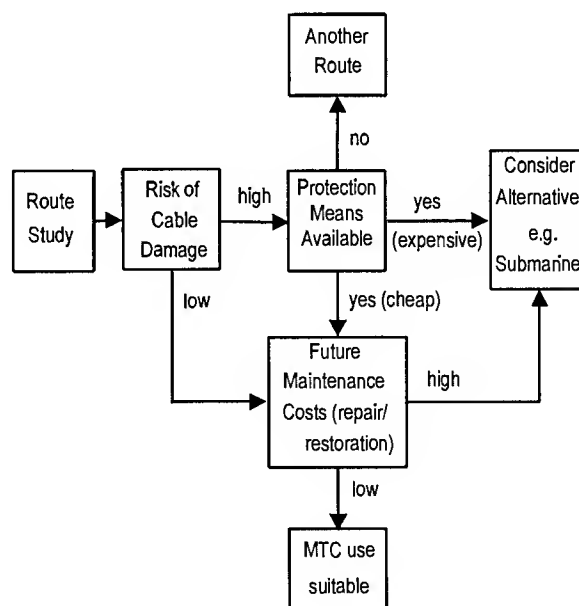 Another
Route
no
Route
Study
Risk of
Cable
Damage
high
Protection
Means
Available
yes
(expensive)
Consider
Alternative
e.g.
Submarine
low
yes (cheap)
Future
Maintenance
Costs (repair/
restoration)
high
low
MTC use
suitable